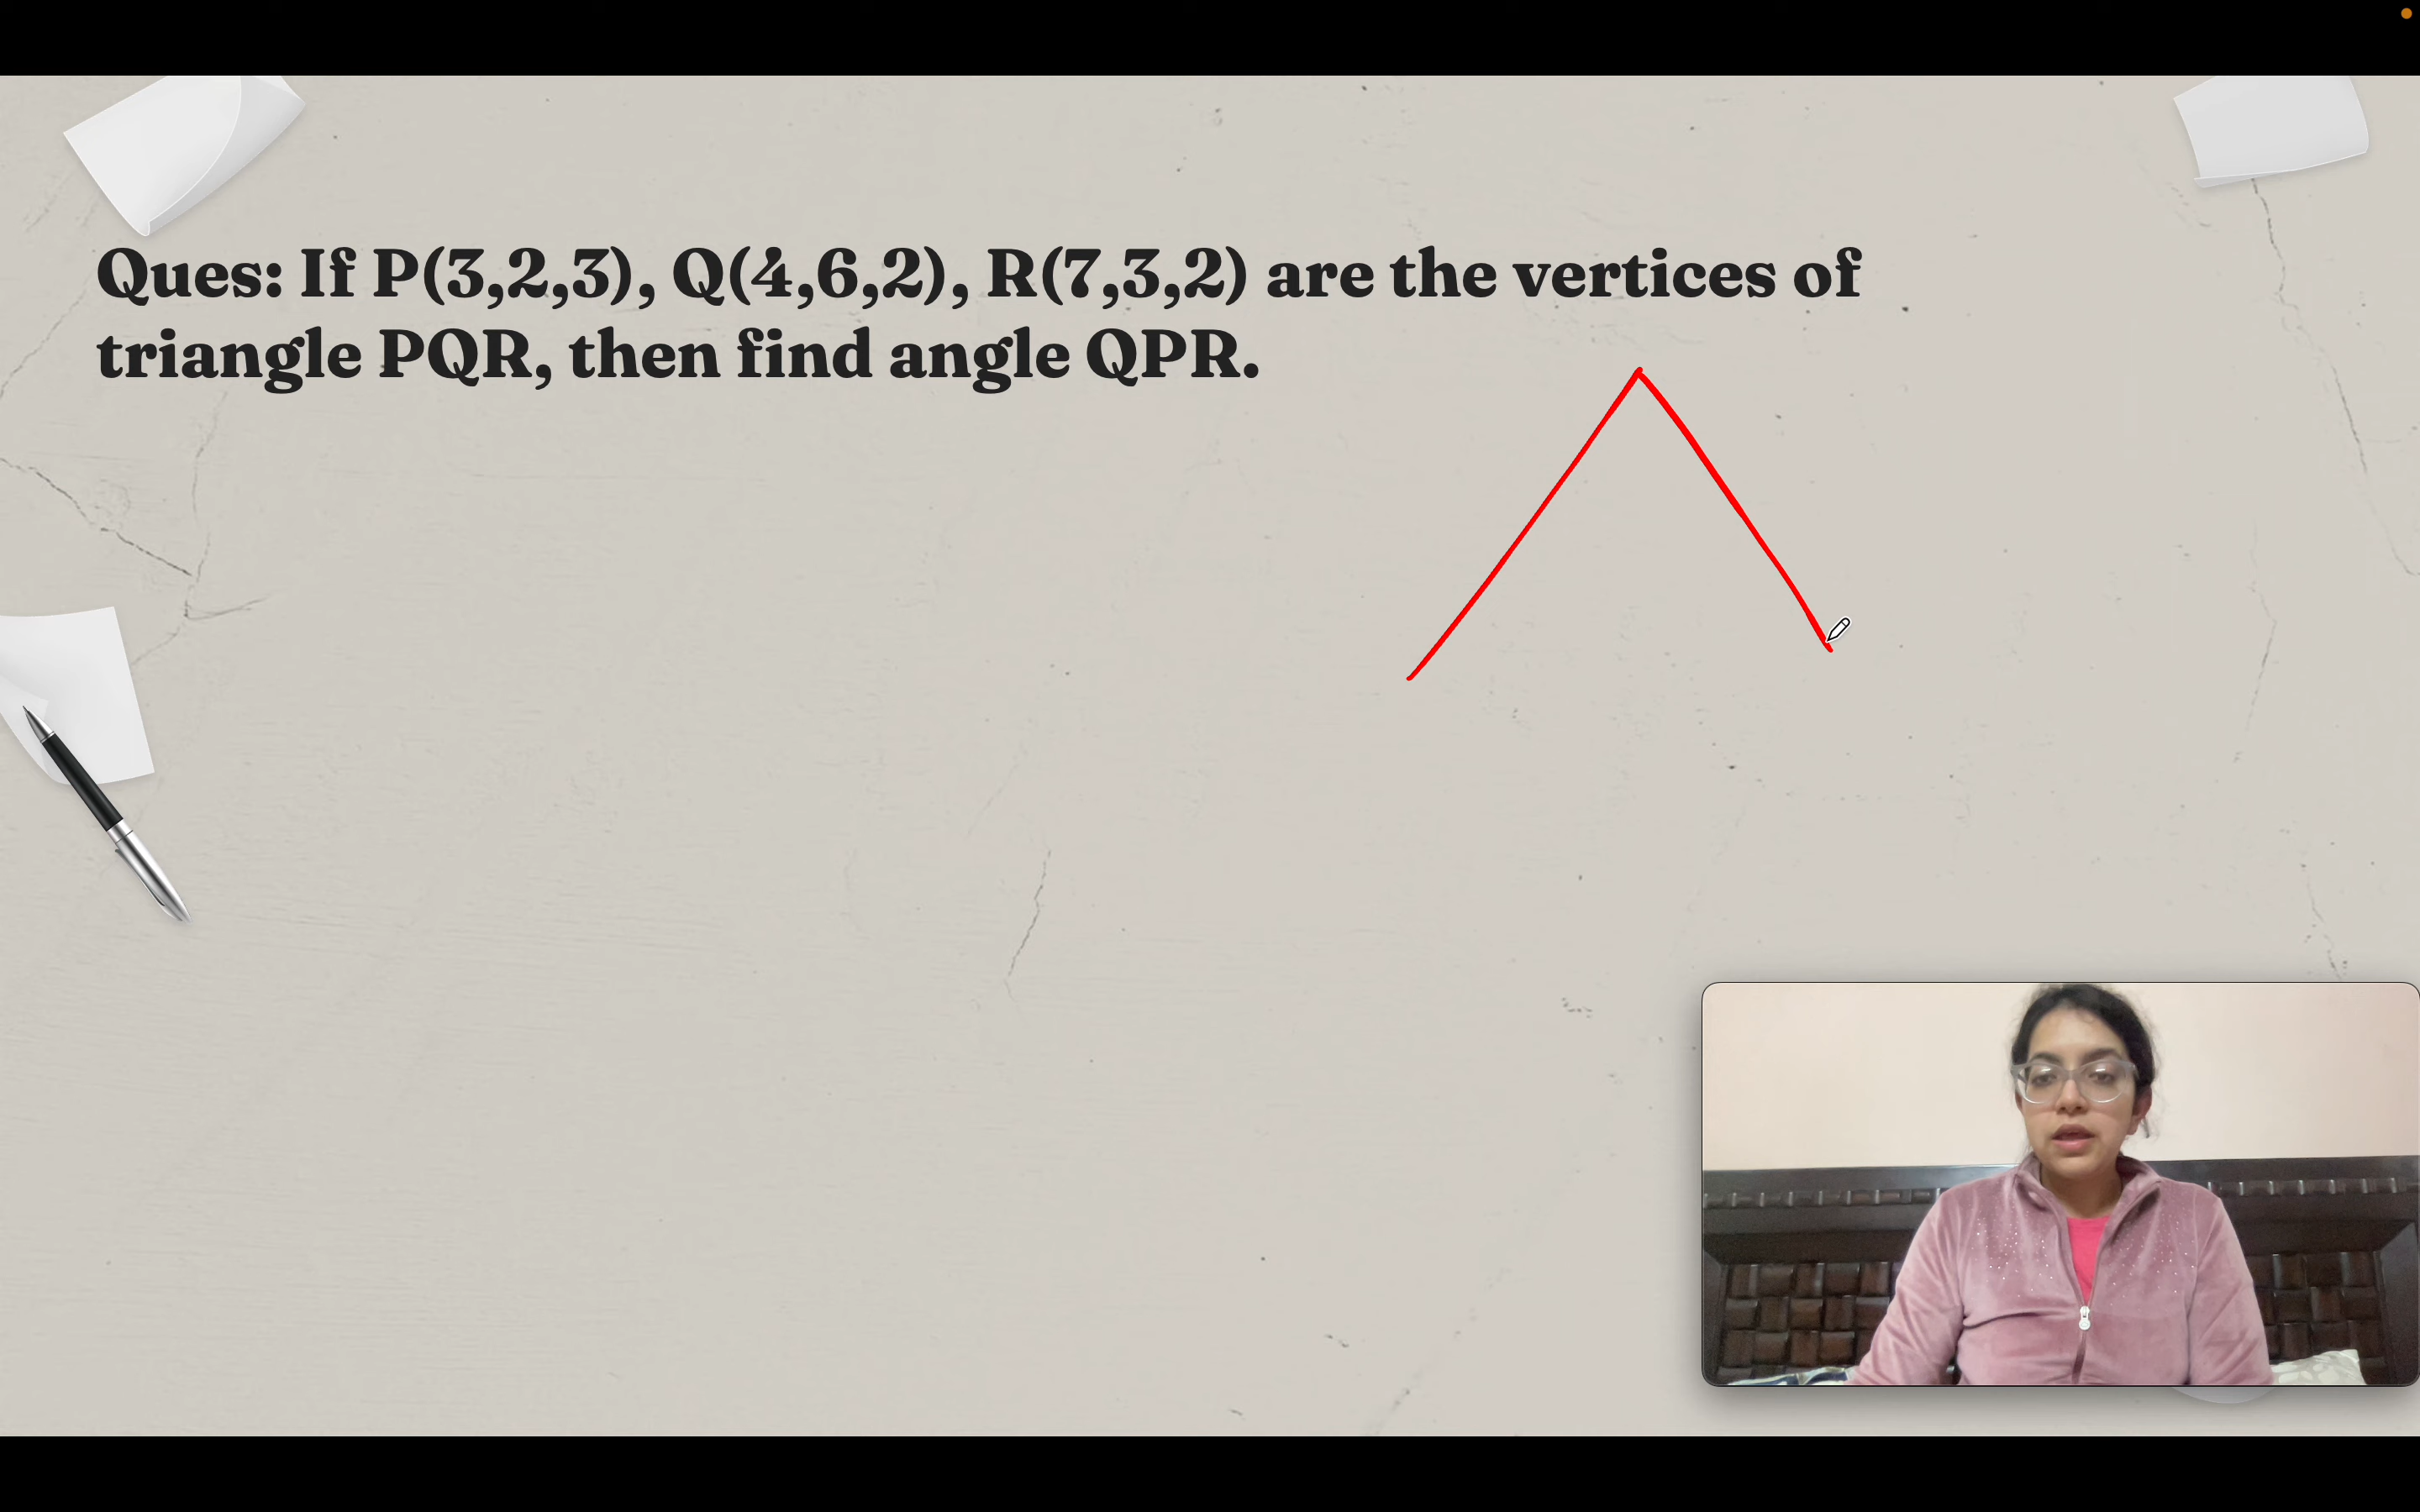 Ques: If P(3,2,3), Q(4,6,2), R(7,3,2) are the vertices of
triangle PQR, then find angle QPR.